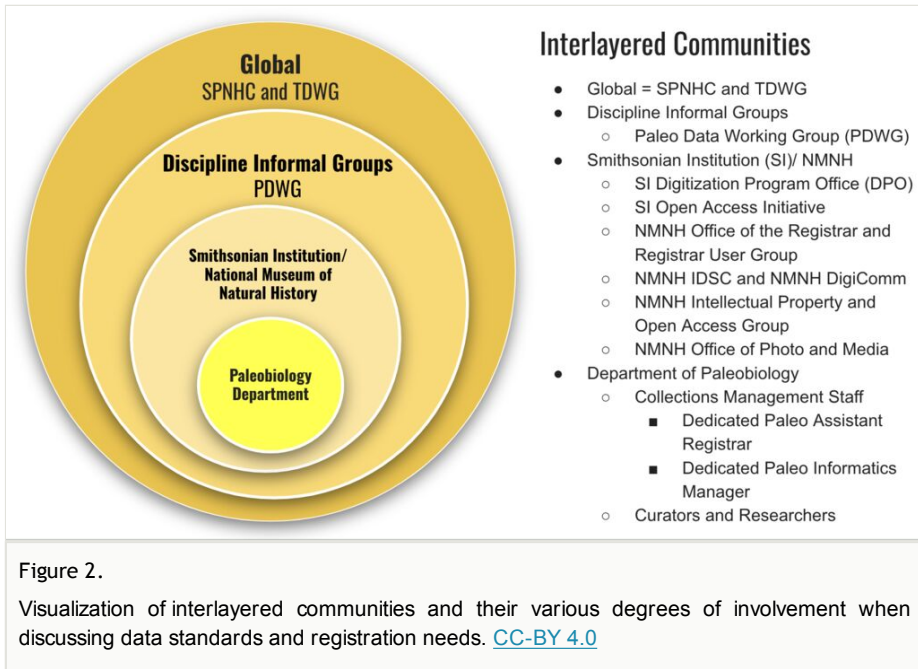 Global
SPNHC and TDWG
Discipline Informal Groups
PDWG
Smithsonian Institution/
National Museum of
Natural History
Paleobiology
Department
Interlayered Communities
● Global = SPNHC and TDWG
● Discipline Informal Groups
○ Paleo Data Working Group (PDWG)
● Smithsonian Institution (SI)/ NMNH
○ SI Digitization Program Office (DPO)
○ SI Open Access Initiative
○ NMNH Office of the Registrar and
Registrar User Group
○ NMNH IDSC and NMNH DigiComm
○ NMNH Intellectual Property and
Open Access Group
○ NMNH Office of Photo and Media
● Department of Paleobiology
○ Collections Management Staff
■ Dedicated Paleo Assistant
Registrar
■ Dedicated Paleo Informatics
Manager
○ Curators and Researchers
Figure 2.
Visualization of interlayered communities and their various degrees of involvement when
discussing data standards and registration needs. CC-BY 4.0